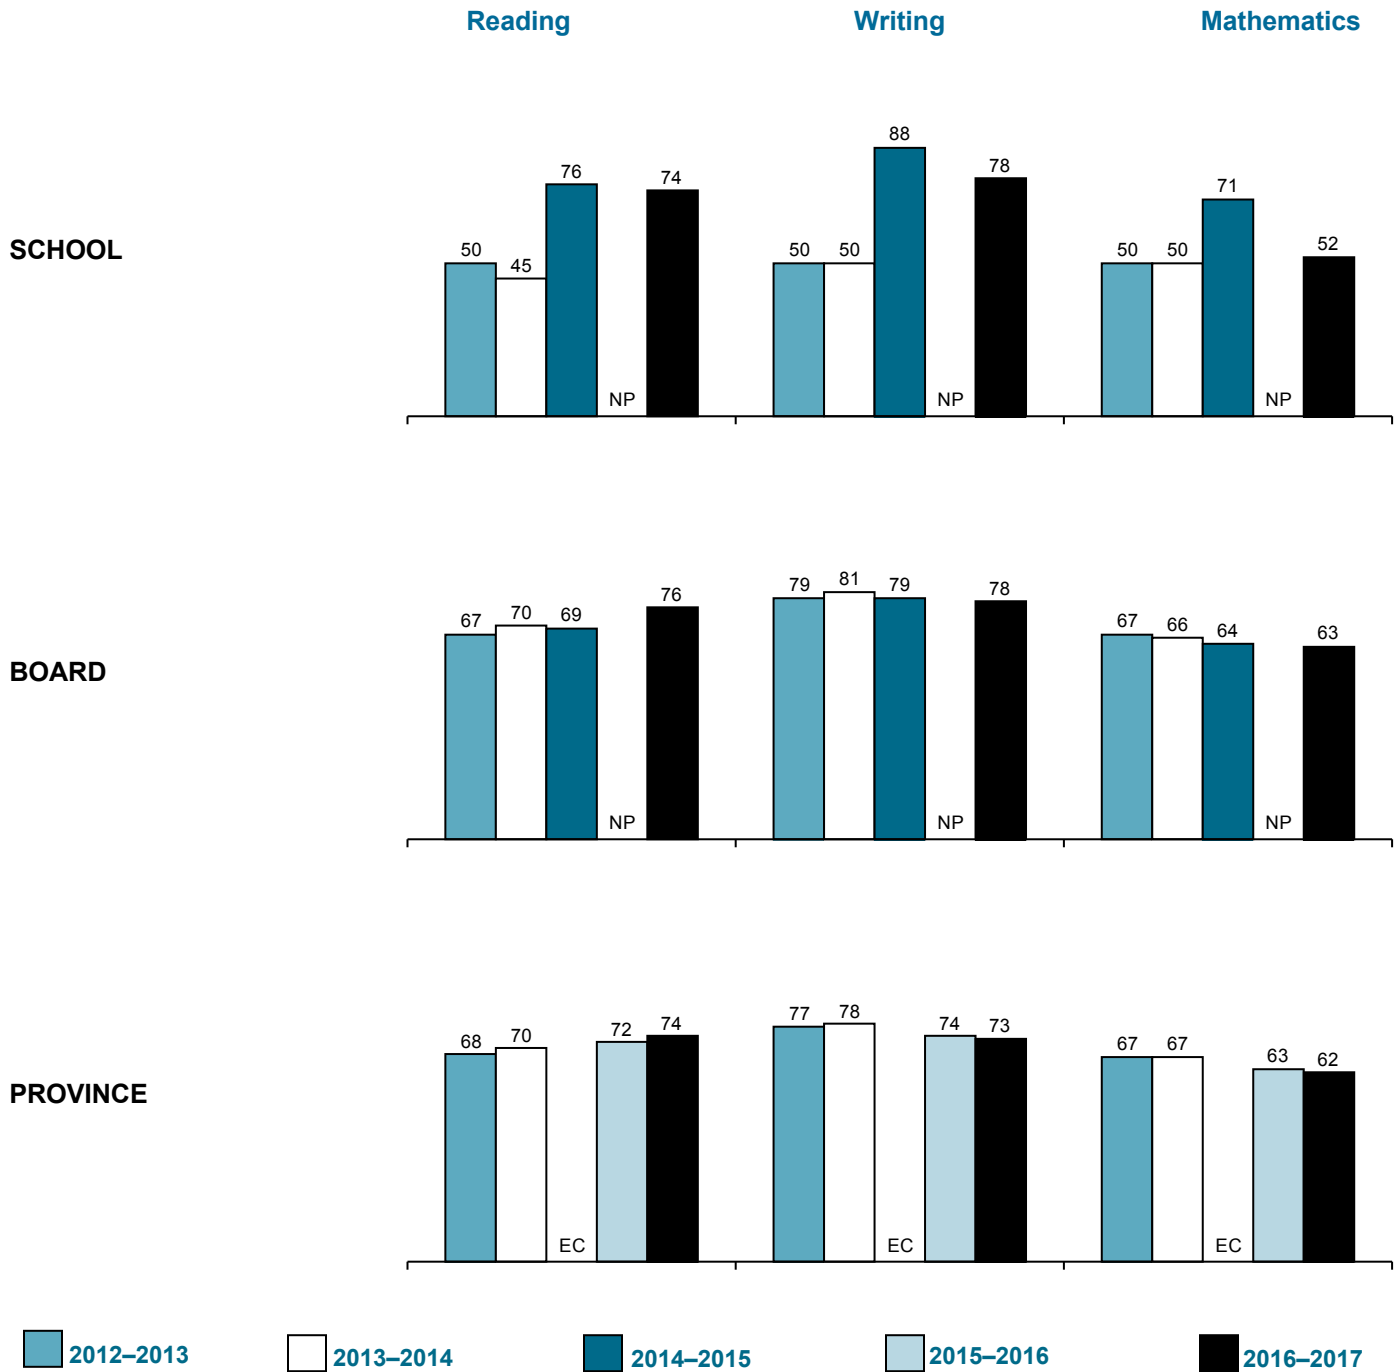 Reading Writing Mathematics
SCHOOL
50 45 76 NP 74 50 50 88 NP 78 50 50 71 NP 52
BOARD
67 70 69 NP 76 79 81 79 NP 78 67 66 64 NP 63
PROVINCE
68 70 EC 72 74 77 78 EC 74 73 67 67 EC 63 62
2012–2013 2013–2014 2014–2015 2015–2016 2016–2017